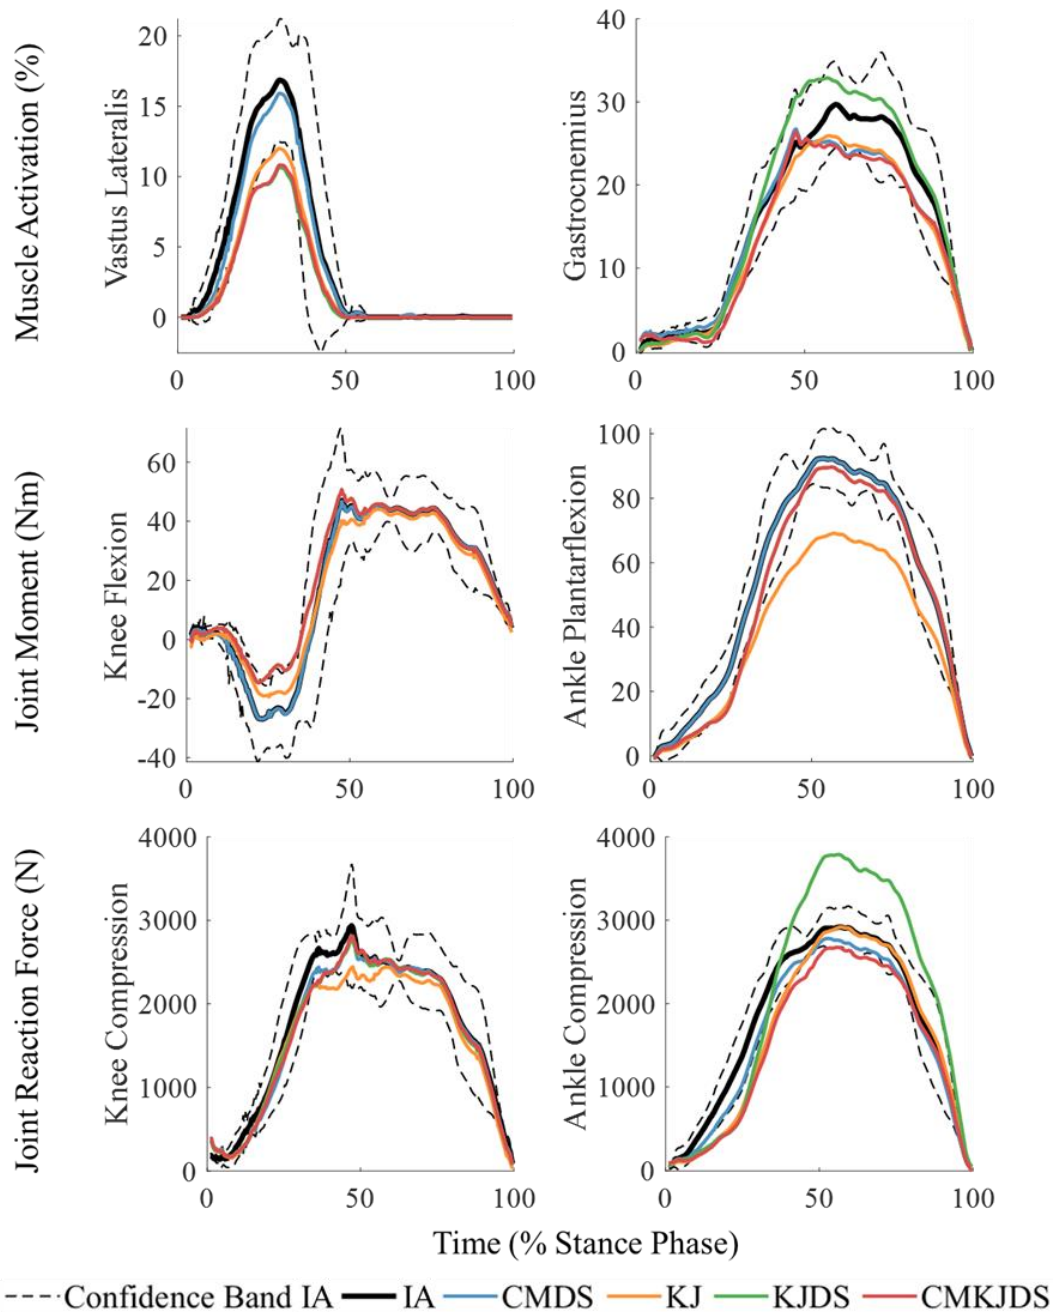 Muscle Activation (%)
Vastus Lateralis
20
15
10
5
0
0 50 100
Gastrocnemius
40
30
20
10
0
0 50 100
Joint Moment (Nm)
Knee Flexion
60
40
20
0
-20
-40
0 50 100
Ankle Plantarflexion
100
80
60
40
20
0
0 50 100
Joint Reaction Force (N)
Knee Compression
4000
3000
2000
1000
0
0 50 100
Ankle Compression
4000
3000
2000
1000
0
0 50 100
Time (% Stance Phase)
Confidence Band IA IA CMDS KJ KJDS CMKJDS